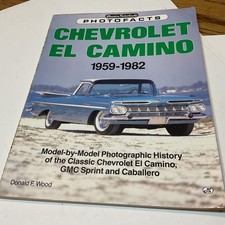 PHOTOFACTS
CHEVROLET
EL CAMINO
1959-1982
Model-by-Model Photographic History
of the Classic Chevrolet El Camino,
GMC Sprint and Caballero
Donald F. Wood